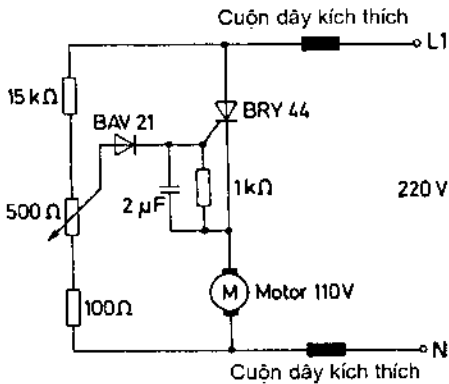 Cuộn dây kích thích
L1
15 kΩ
BAV 21
BRY 44
500 Ω
2 µF
1kΩ
220 V
100Ω
M
Motor 110V
N
Cuộn dây kích thích